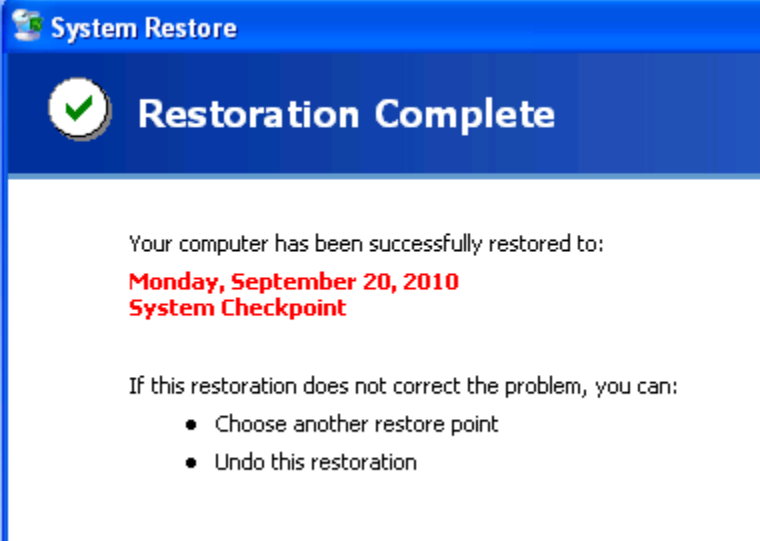 System Restore
Restoration Complete
Your computer has been successfully restored to:
Monday, September 20, 2010
System Checkpoint
If this restoration does not correct the problem, you can:
● Choose another restore point
● Undo this restoration